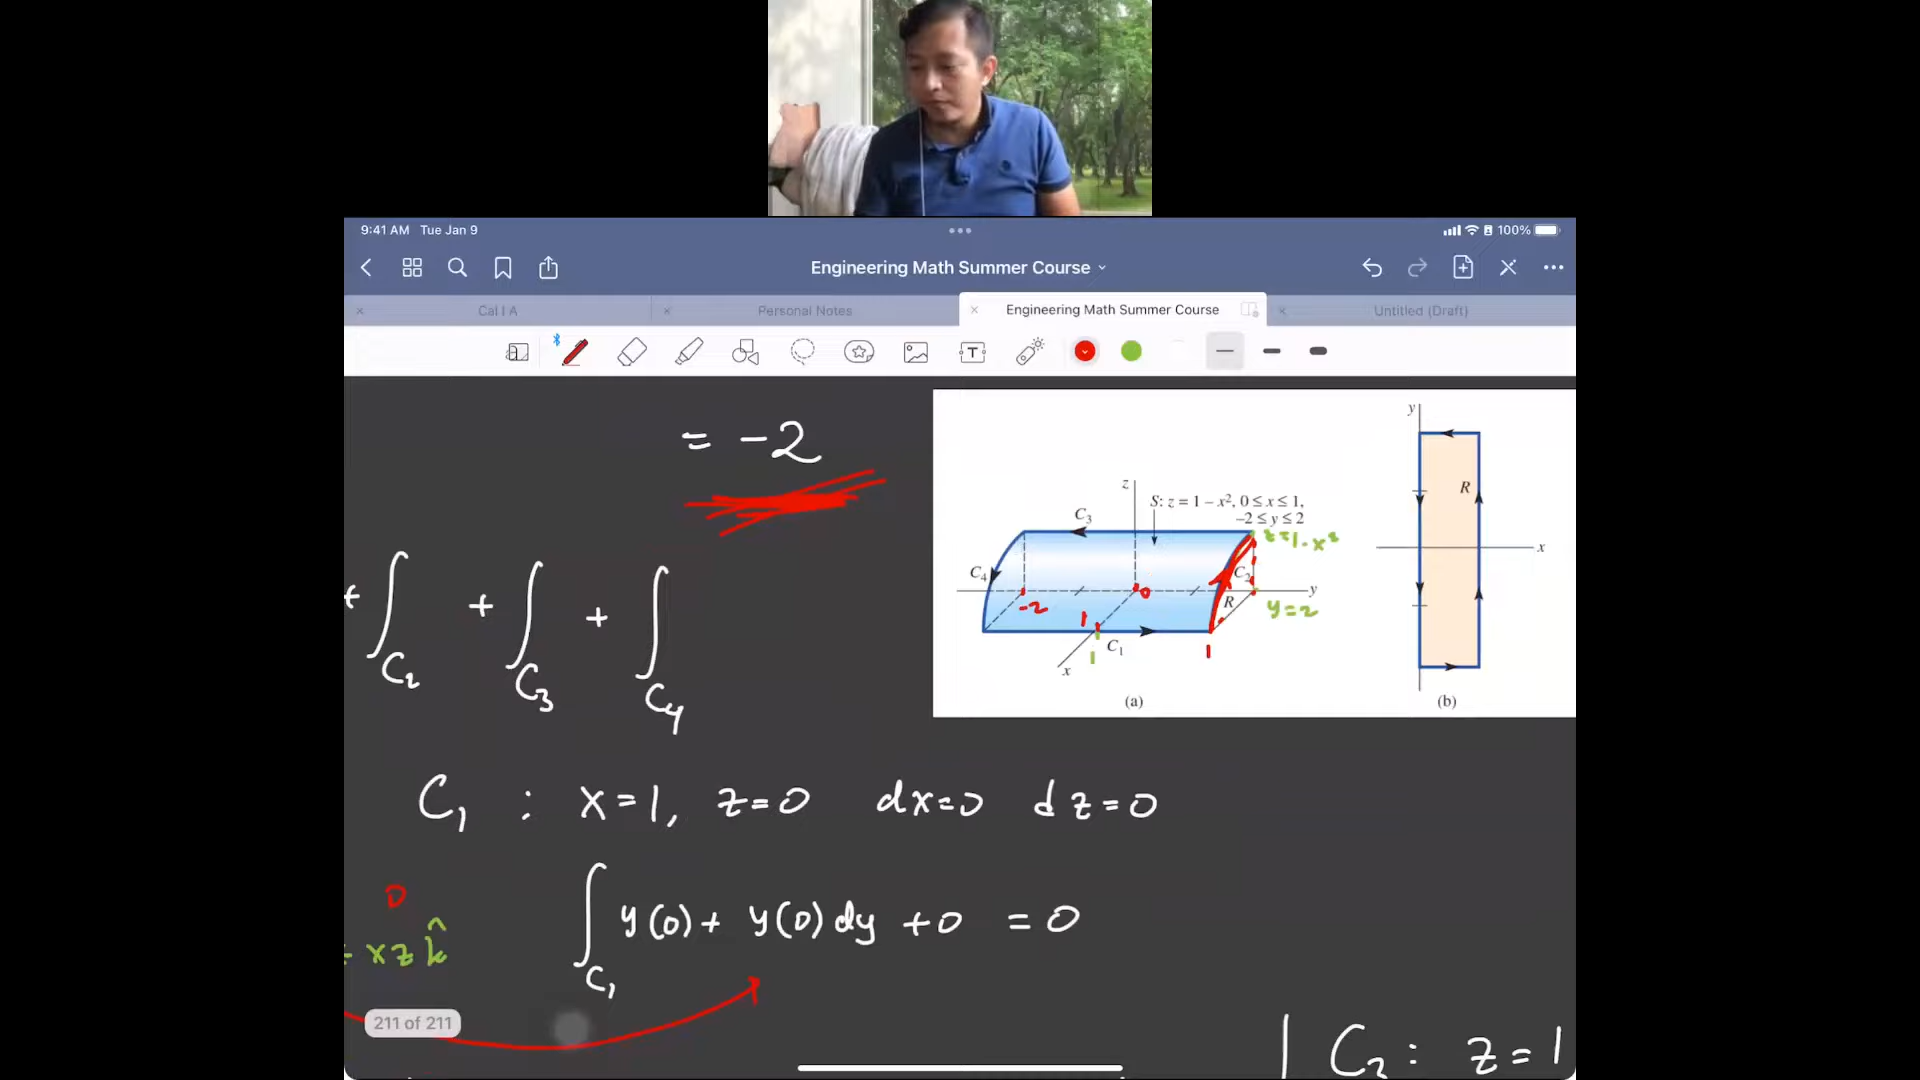 9:41 AM Tue Jan 9
100%
Engineering Math Summer Course
Cal I A
Personal Notes
Engineering Math Summer Course
Untitled (Draft)
= -2
y
R
x
(b)
z
S: z = 1 – x², 0 ≤ x ≤ 1,
–2 ≤ y ≤ 2
C₃
z=1-x²
C₄
C₂
y
-2
0
R
y=2
1
1
C₁
1
x
(a)
+ ∫C₂ + ∫C₃ + ∫C₄
C₁ : x=1, z=0 dx=0 dz=0
0
xz k̂
∫C₁ y(0) + y(0) dy + 0 = 0
211 of 211
C₂: z=1